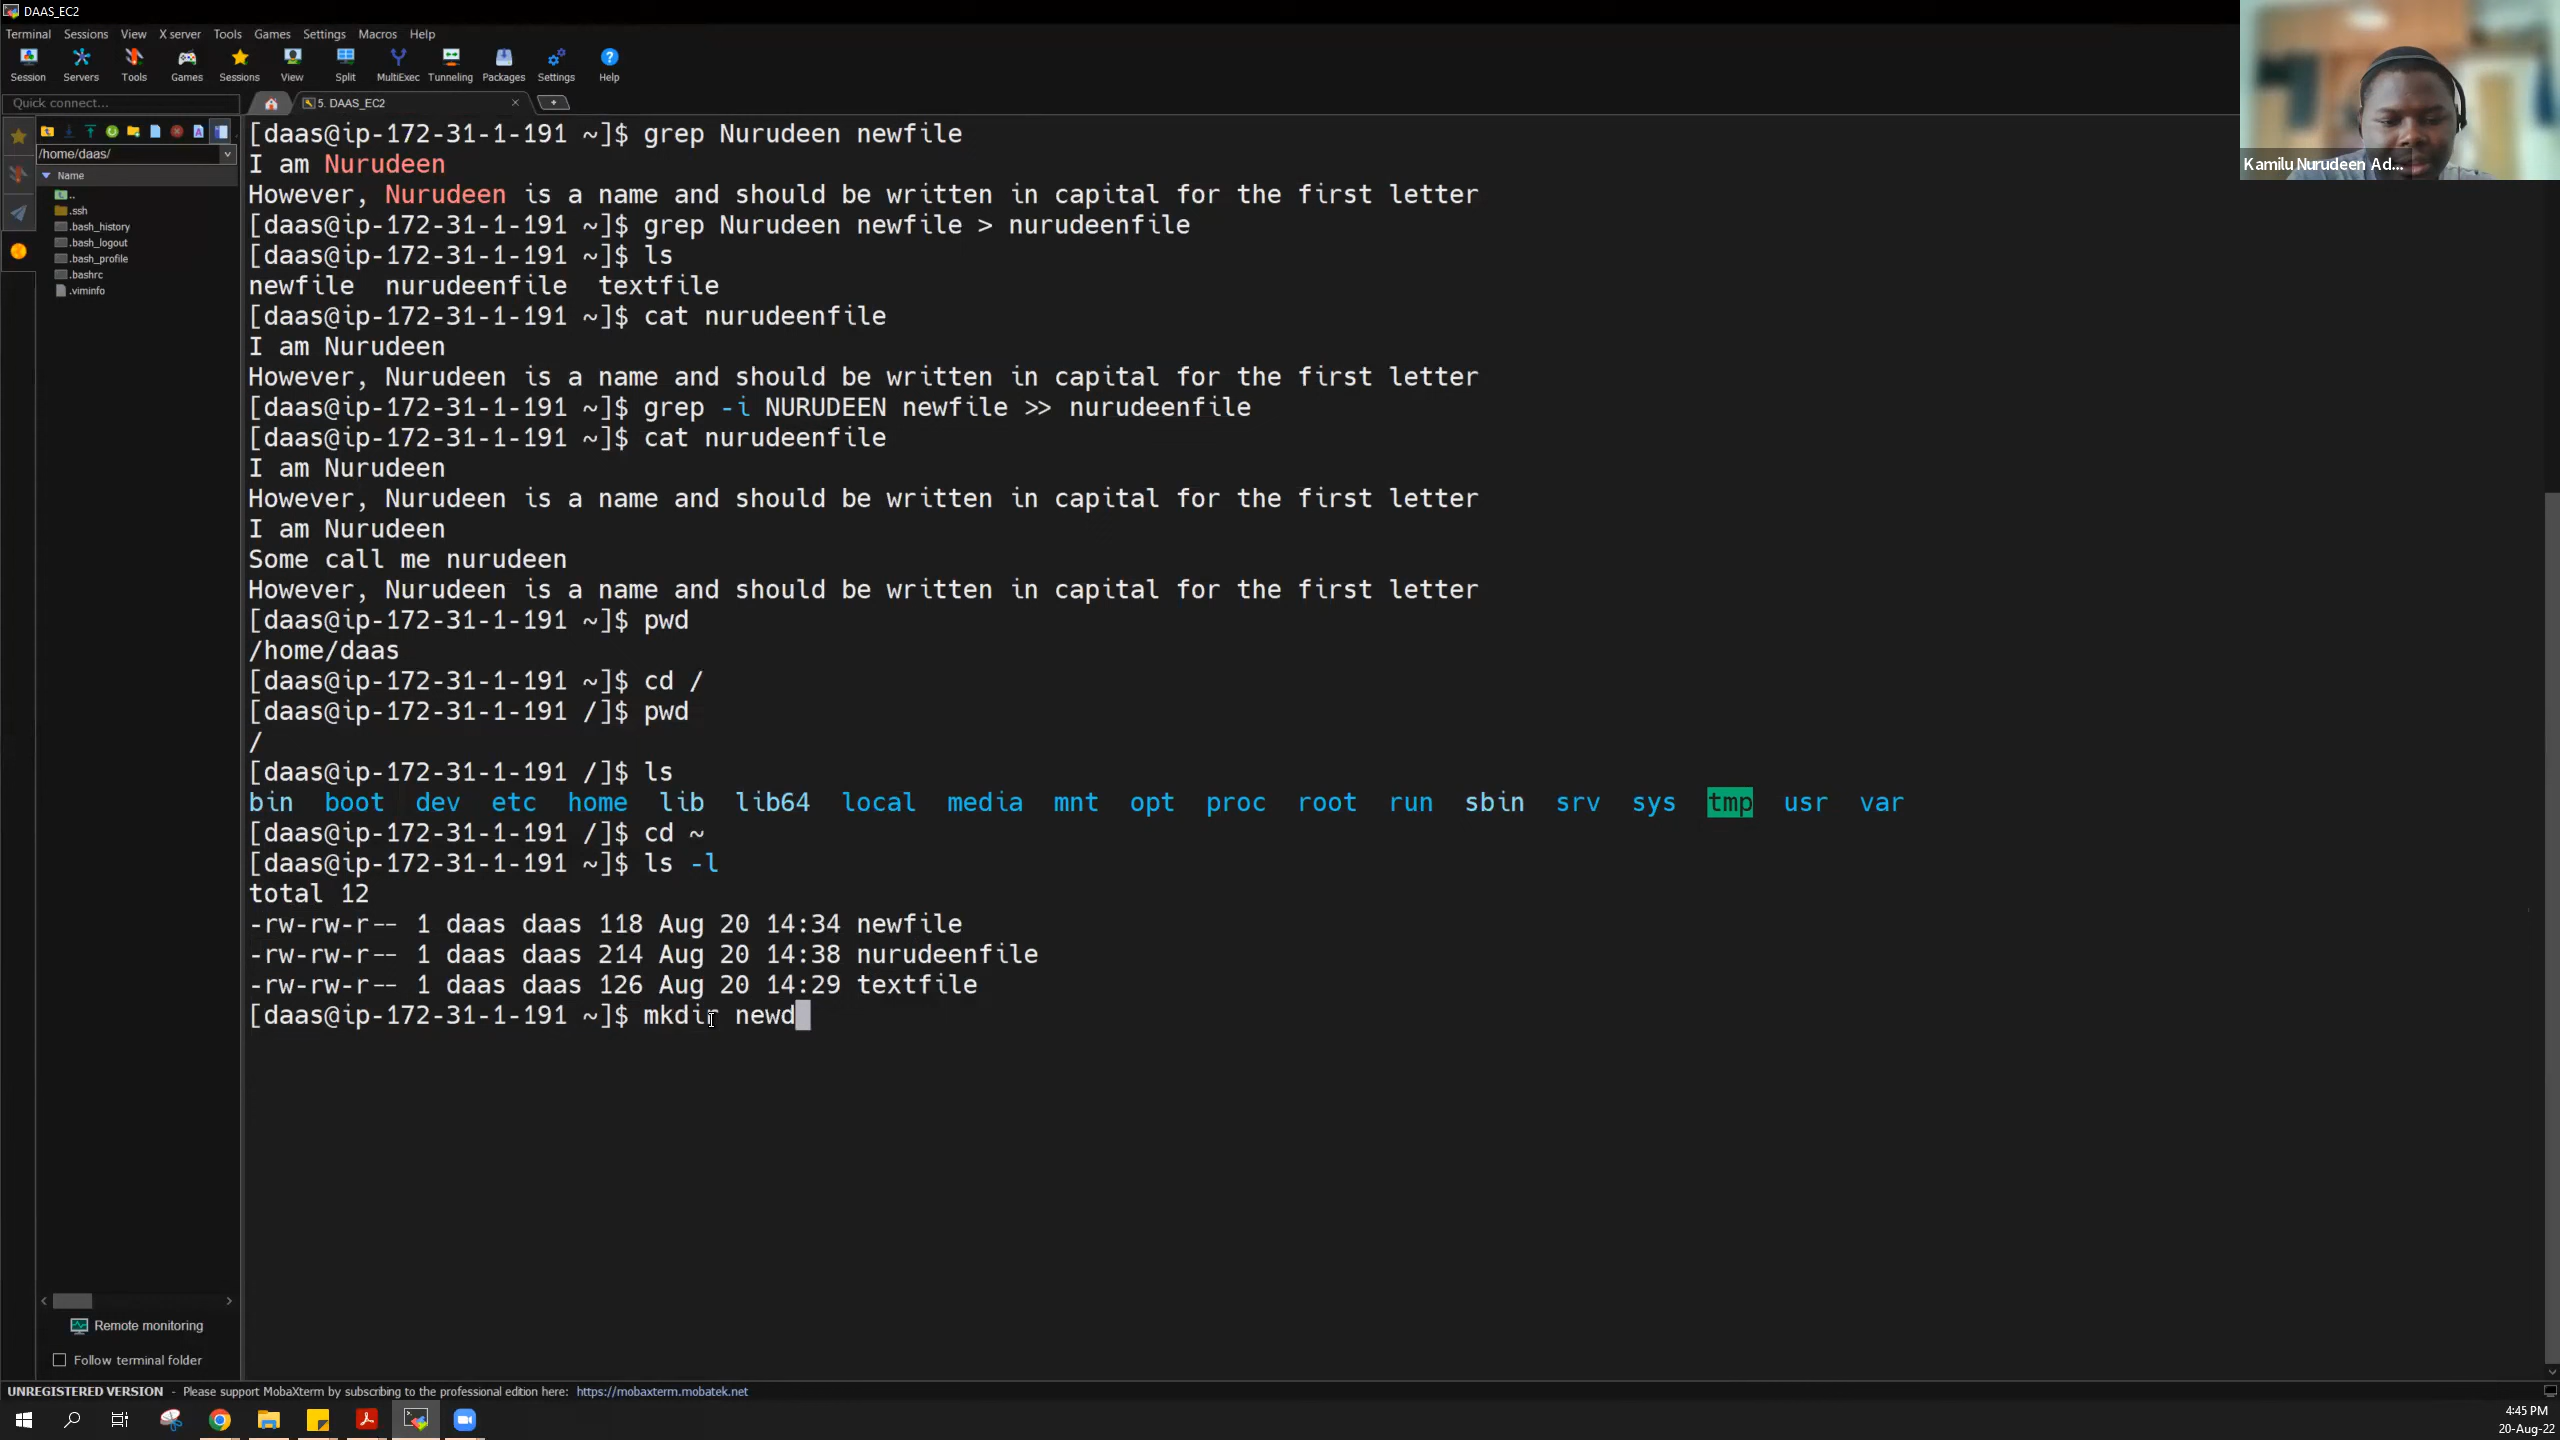 DAAS_EC2
Terminal Sessions View X server Tools Games Settings Macros Help
Session Servers Tools Games Sessions View Split MultiExec Tunneling Packages Settings Help
Quick connect...
5. DAAS_EC2
/home/daas/
Name
..
.ssh
.bash_history
.bash_logout
.bash_profile
.bashrc
.viminfo
Kamilu Nurudeen Ad...
[daas@ip-172-31-1-191 ~]$ grep Nurudeen newfile
I am Nurudeen
However, Nurudeen is a name and should be written in capital for the first letter
[daas@ip-172-31-1-191 ~]$ grep Nurudeen newfile > nurudeenfile
[daas@ip-172-31-1-191 ~]$ ls
newfile nurudeenfile textfile
[daas@ip-172-31-1-191 ~]$ cat nurudeenfile
I am Nurudeen
However, Nurudeen is a name and should be written in capital for the first letter
[daas@ip-172-31-1-191 ~]$ grep -i NURUDEEN newfile >> nurudeenfile
[daas@ip-172-31-1-191 ~]$ cat nurudeenfile
I am Nurudeen
However, Nurudeen is a name and should be written in capital for the first letter
I am Nurudeen
Some call me nurudeen
However, Nurudeen is a name and should be written in capital for the first letter
[daas@ip-172-31-1-191 ~]$ pwd
/home/daas
[daas@ip-172-31-1-191 ~]$ cd /
[daas@ip-172-31-1-191 /]$ pwd
/
[daas@ip-172-31-1-191 /]$ ls
bin boot dev etc home lib lib64 local media mnt opt proc root run sbin srv sys tmp usr var
[daas@ip-172-31-1-191 /]$ cd ~
[daas@ip-172-31-1-191 ~]$ ls -l
total 12
-rw-rw-r-- 1 daas daas 118 Aug 20 14:34 newfile
-rw-rw-r-- 1 daas daas 214 Aug 20 14:38 nurudeenfile
-rw-rw-r-- 1 daas daas 126 Aug 20 14:29 textfile
[daas@ip-172-31-1-191 ~]$ mkdir newd
Remote monitoring
Follow terminal folder
UNREGISTERED VERSION - Please support MobaXterm by subscribing to the professional edition here: https://mobaxterm.mobatek.net
4:45 PM
20-Aug-22